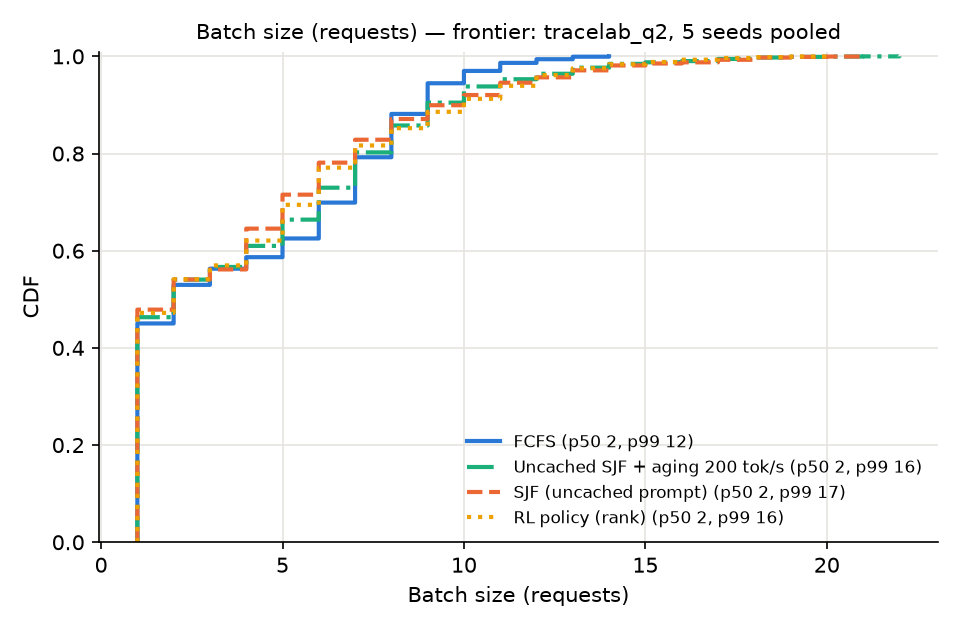 Batch size (requests) — frontier: tracelab_q2, 5 seeds pooled
1.0
0.8
0.6
0.4
0.2
0.0
CDF
0 5 10 15 20
Batch size (requests)
FCFS (p50 2, p99 12)
Uncached SJF + aging 200 tok/s (p50 2, p99 16)
SJF (uncached prompt) (p50 2, p99 17)
RL policy (rank) (p50 2, p99 16)